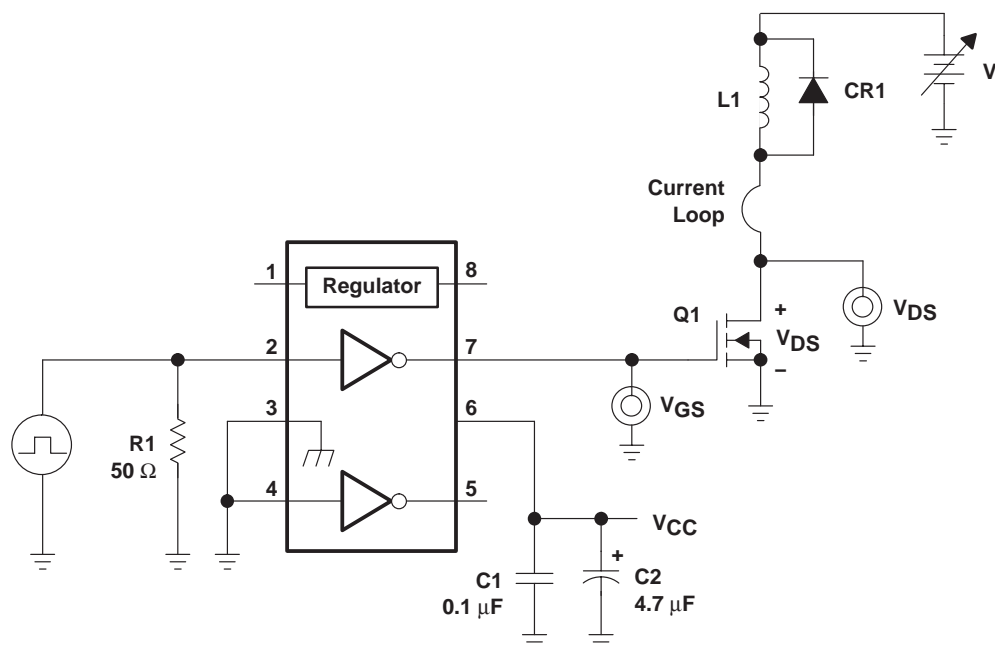 L1
CR1
V
Current
Loop
1
Regulator
8
Q1
+
VDS
–
VDS
2
7
3
6
VGS
R1
50 Ω
4
5
VCC
C1
0.1 μF
+
C2
4.7 μF